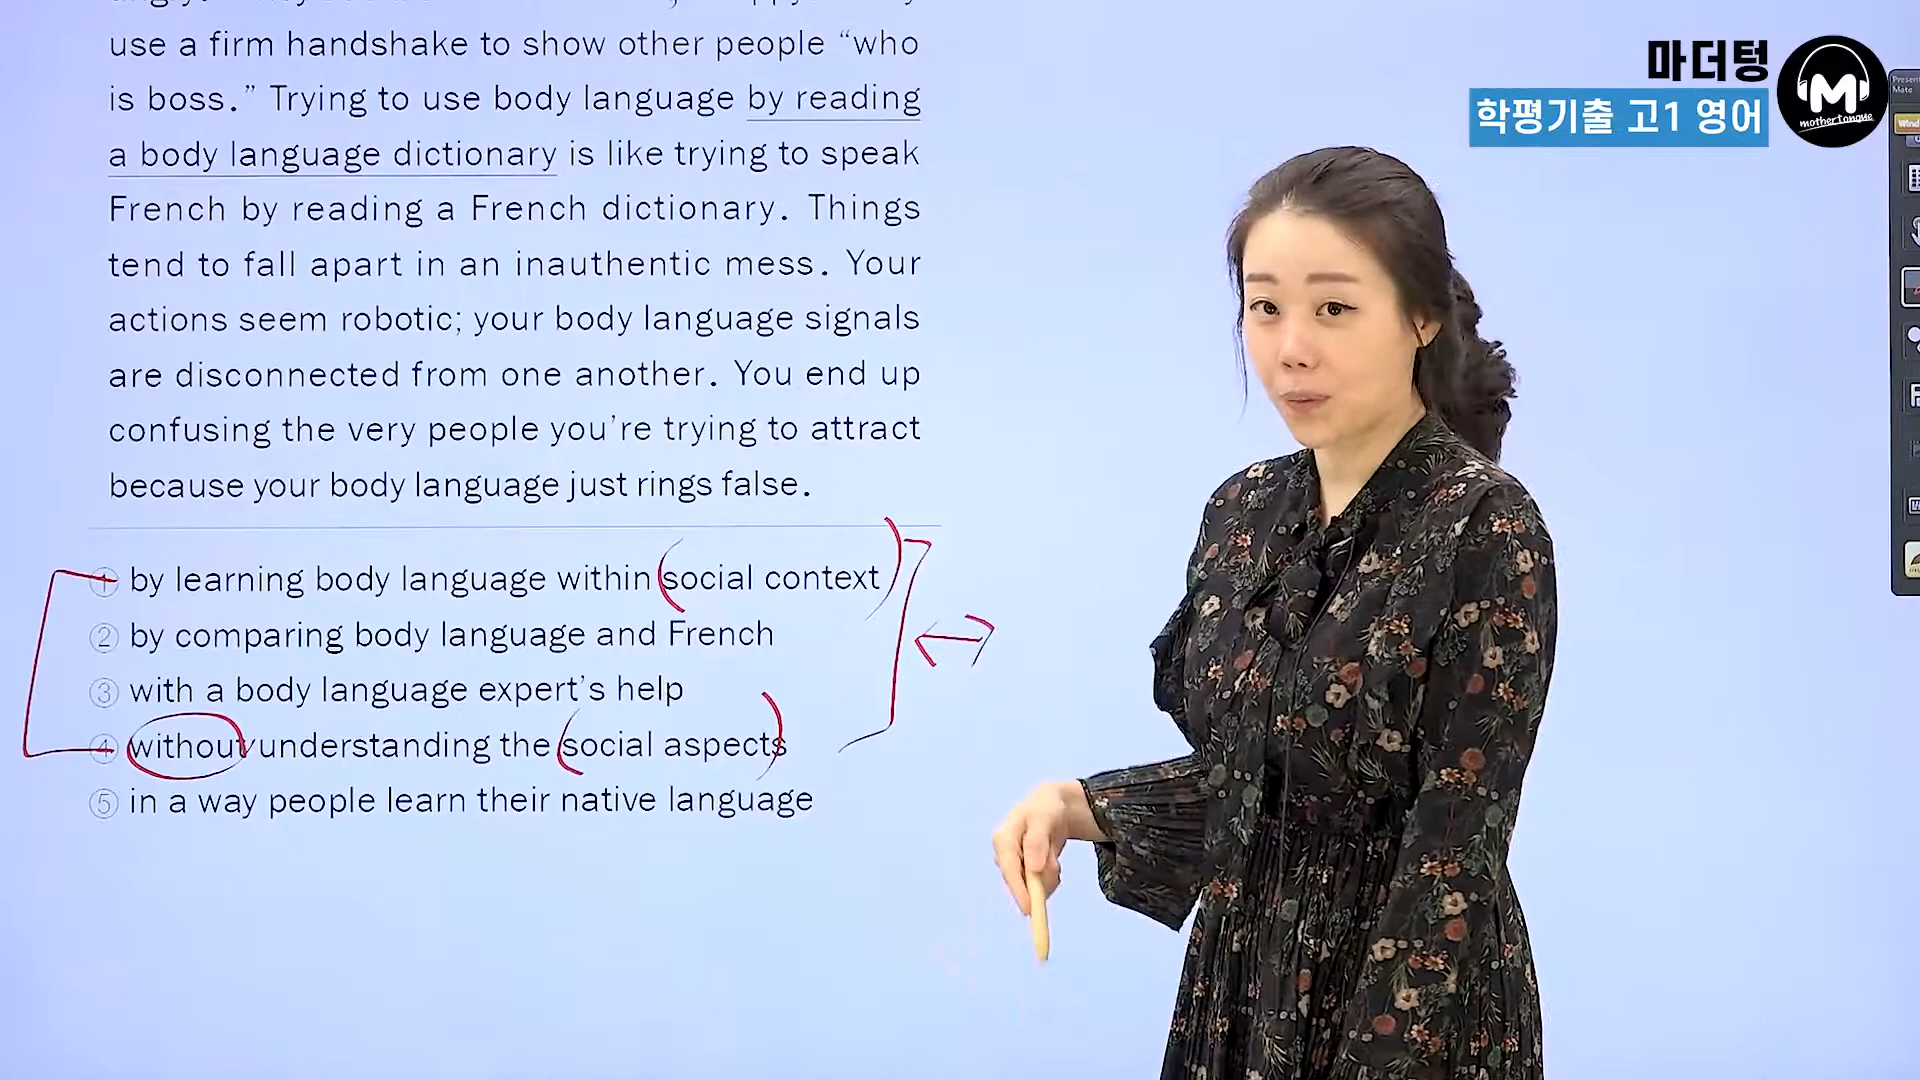 use a firm handshake to show other people “who
is boss.” Trying to use body language by reading
a body language dictionary is like trying to speak
French by reading a French dictionary. Things
tend to fall apart in an inauthentic mess. Your
actions seem robotic; your body language signals
are disconnected from one another. You end up
confusing the very people you’re trying to attract
because your body language just rings false.
① by learning body language within social context
② by comparing body language and French
③ with a body language expert’s help
④ without understanding the social aspects
⑤ in a way people learn their native language
마더텅
학평기출 고1 영어
M
mothertongue
Present
Mate
Wind